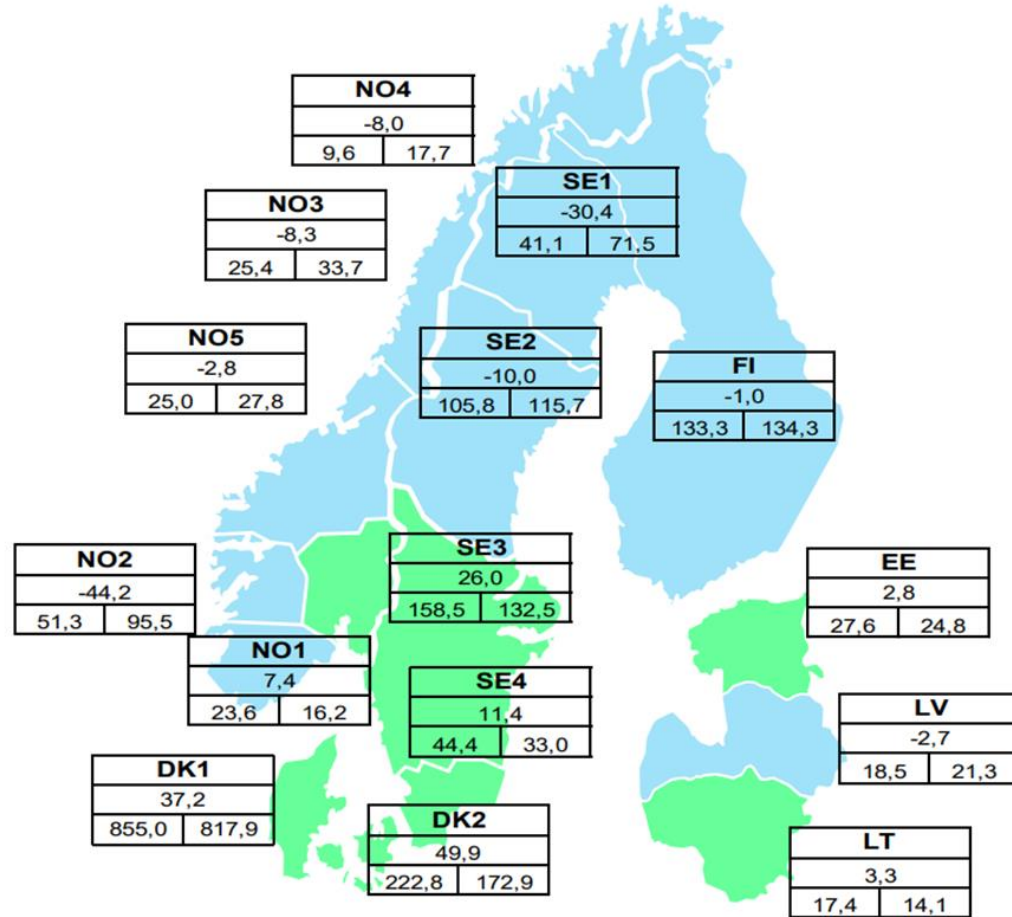 NO4
-8,0
9,6 17,7
SE1
-30,4
41,1 71,5
NO3
-8,3
25,4 33,7
NO5
-2,8
25,0 27,8
SE2
-10,0
105,8 115,7
FI
-1,0
133,3 134,3
SE3
26,0
158,5 132,5
NO2
-44,2
51,3 95,5
EE
2,8
27,6 24,8
NO1
7,4
23,6 16,2
SE4
11,4
44,4 33,0
LV
-2,7
18,5 21,3
DK1
37,2
855,0 817,9
DK2
49,9
222,8 172,9
LT
3,3
17,4 14,1